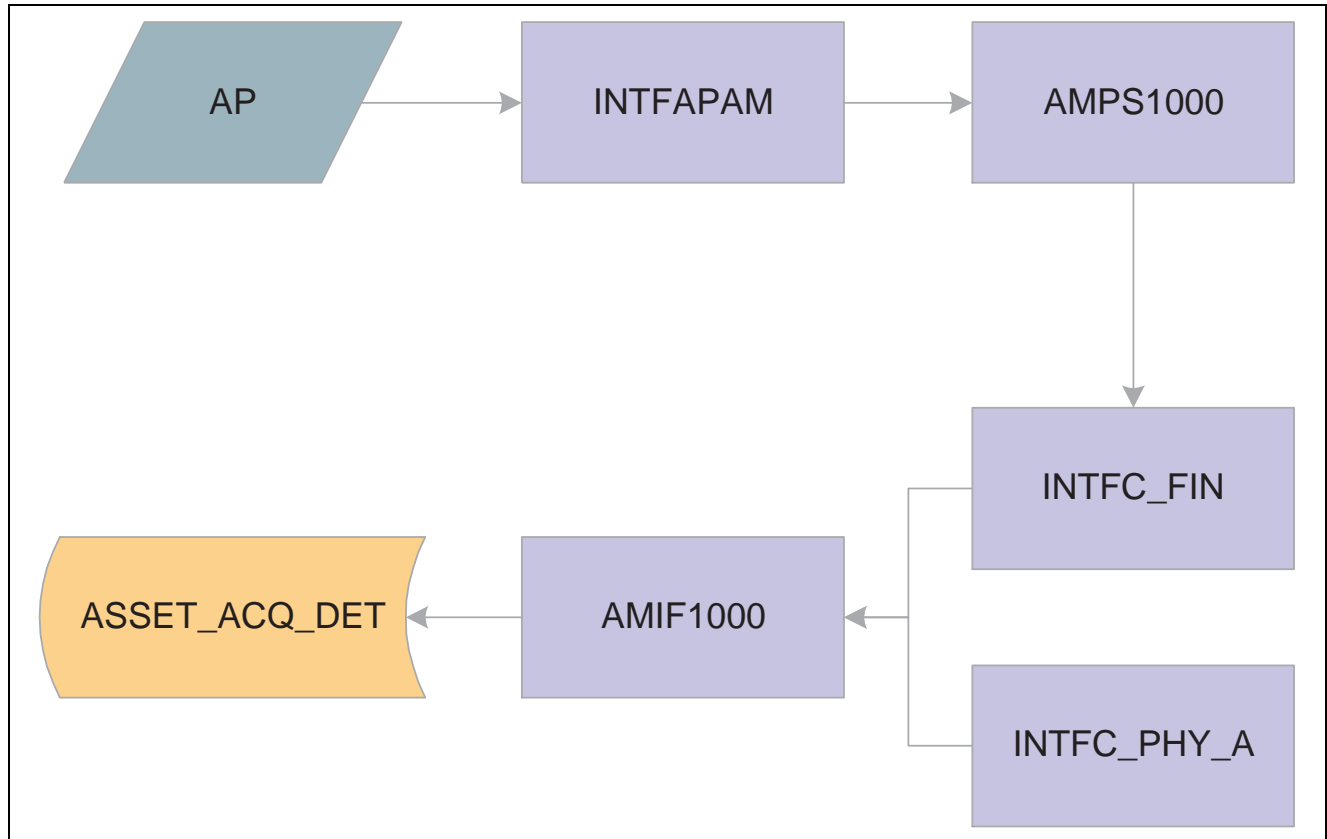 AP
INTFAPAM
AMPS1000
INTFC_FIN
ASSET_ACQ_DET
AMIF1000
INTFC_PHY_A